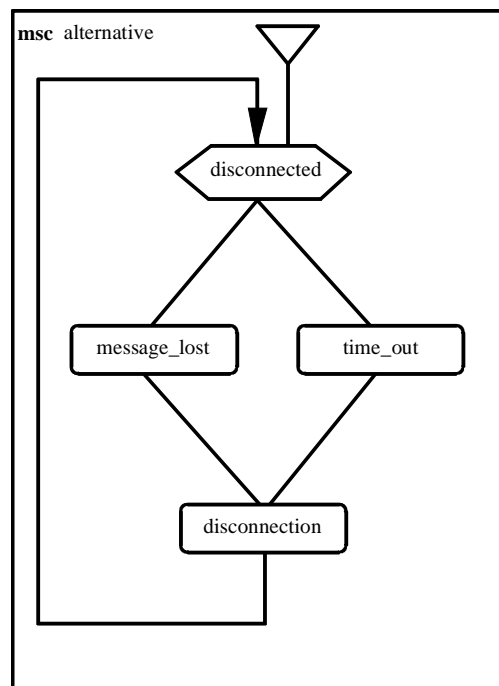 msc alternative
disconnected
message_lost
time_out
disconnection